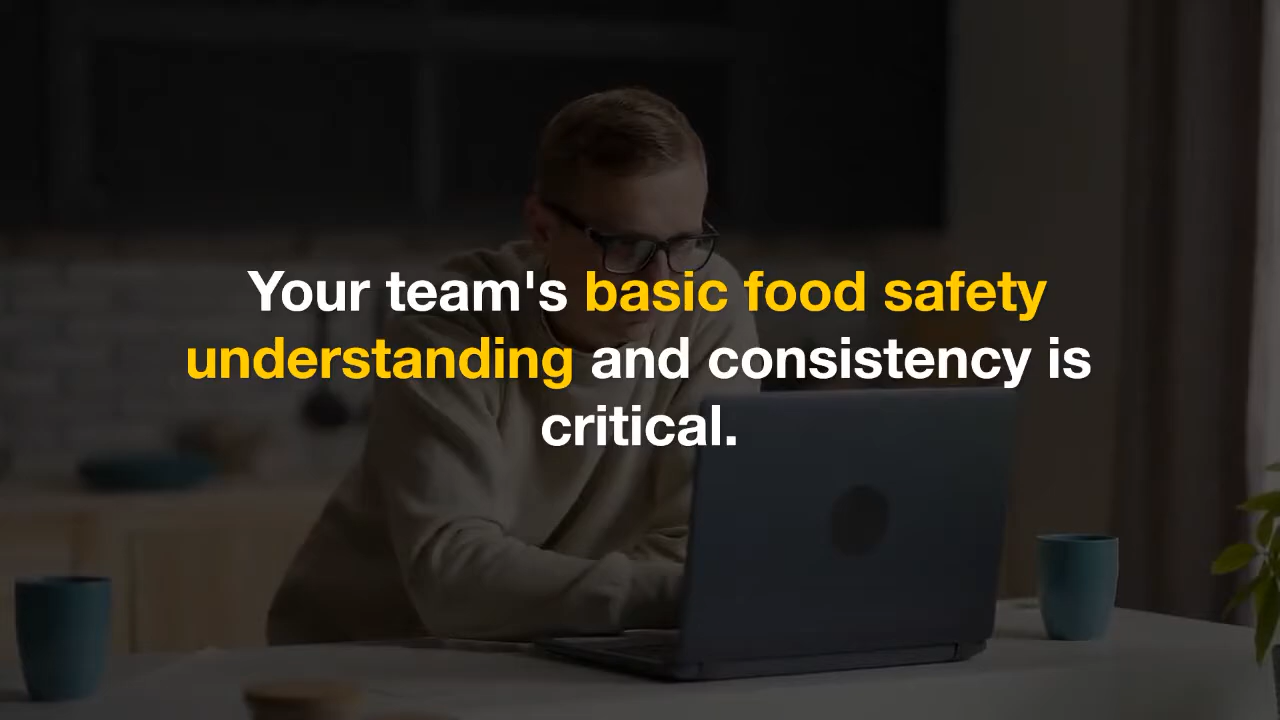 Your team's basic food safety
understanding and consistency is
critical.